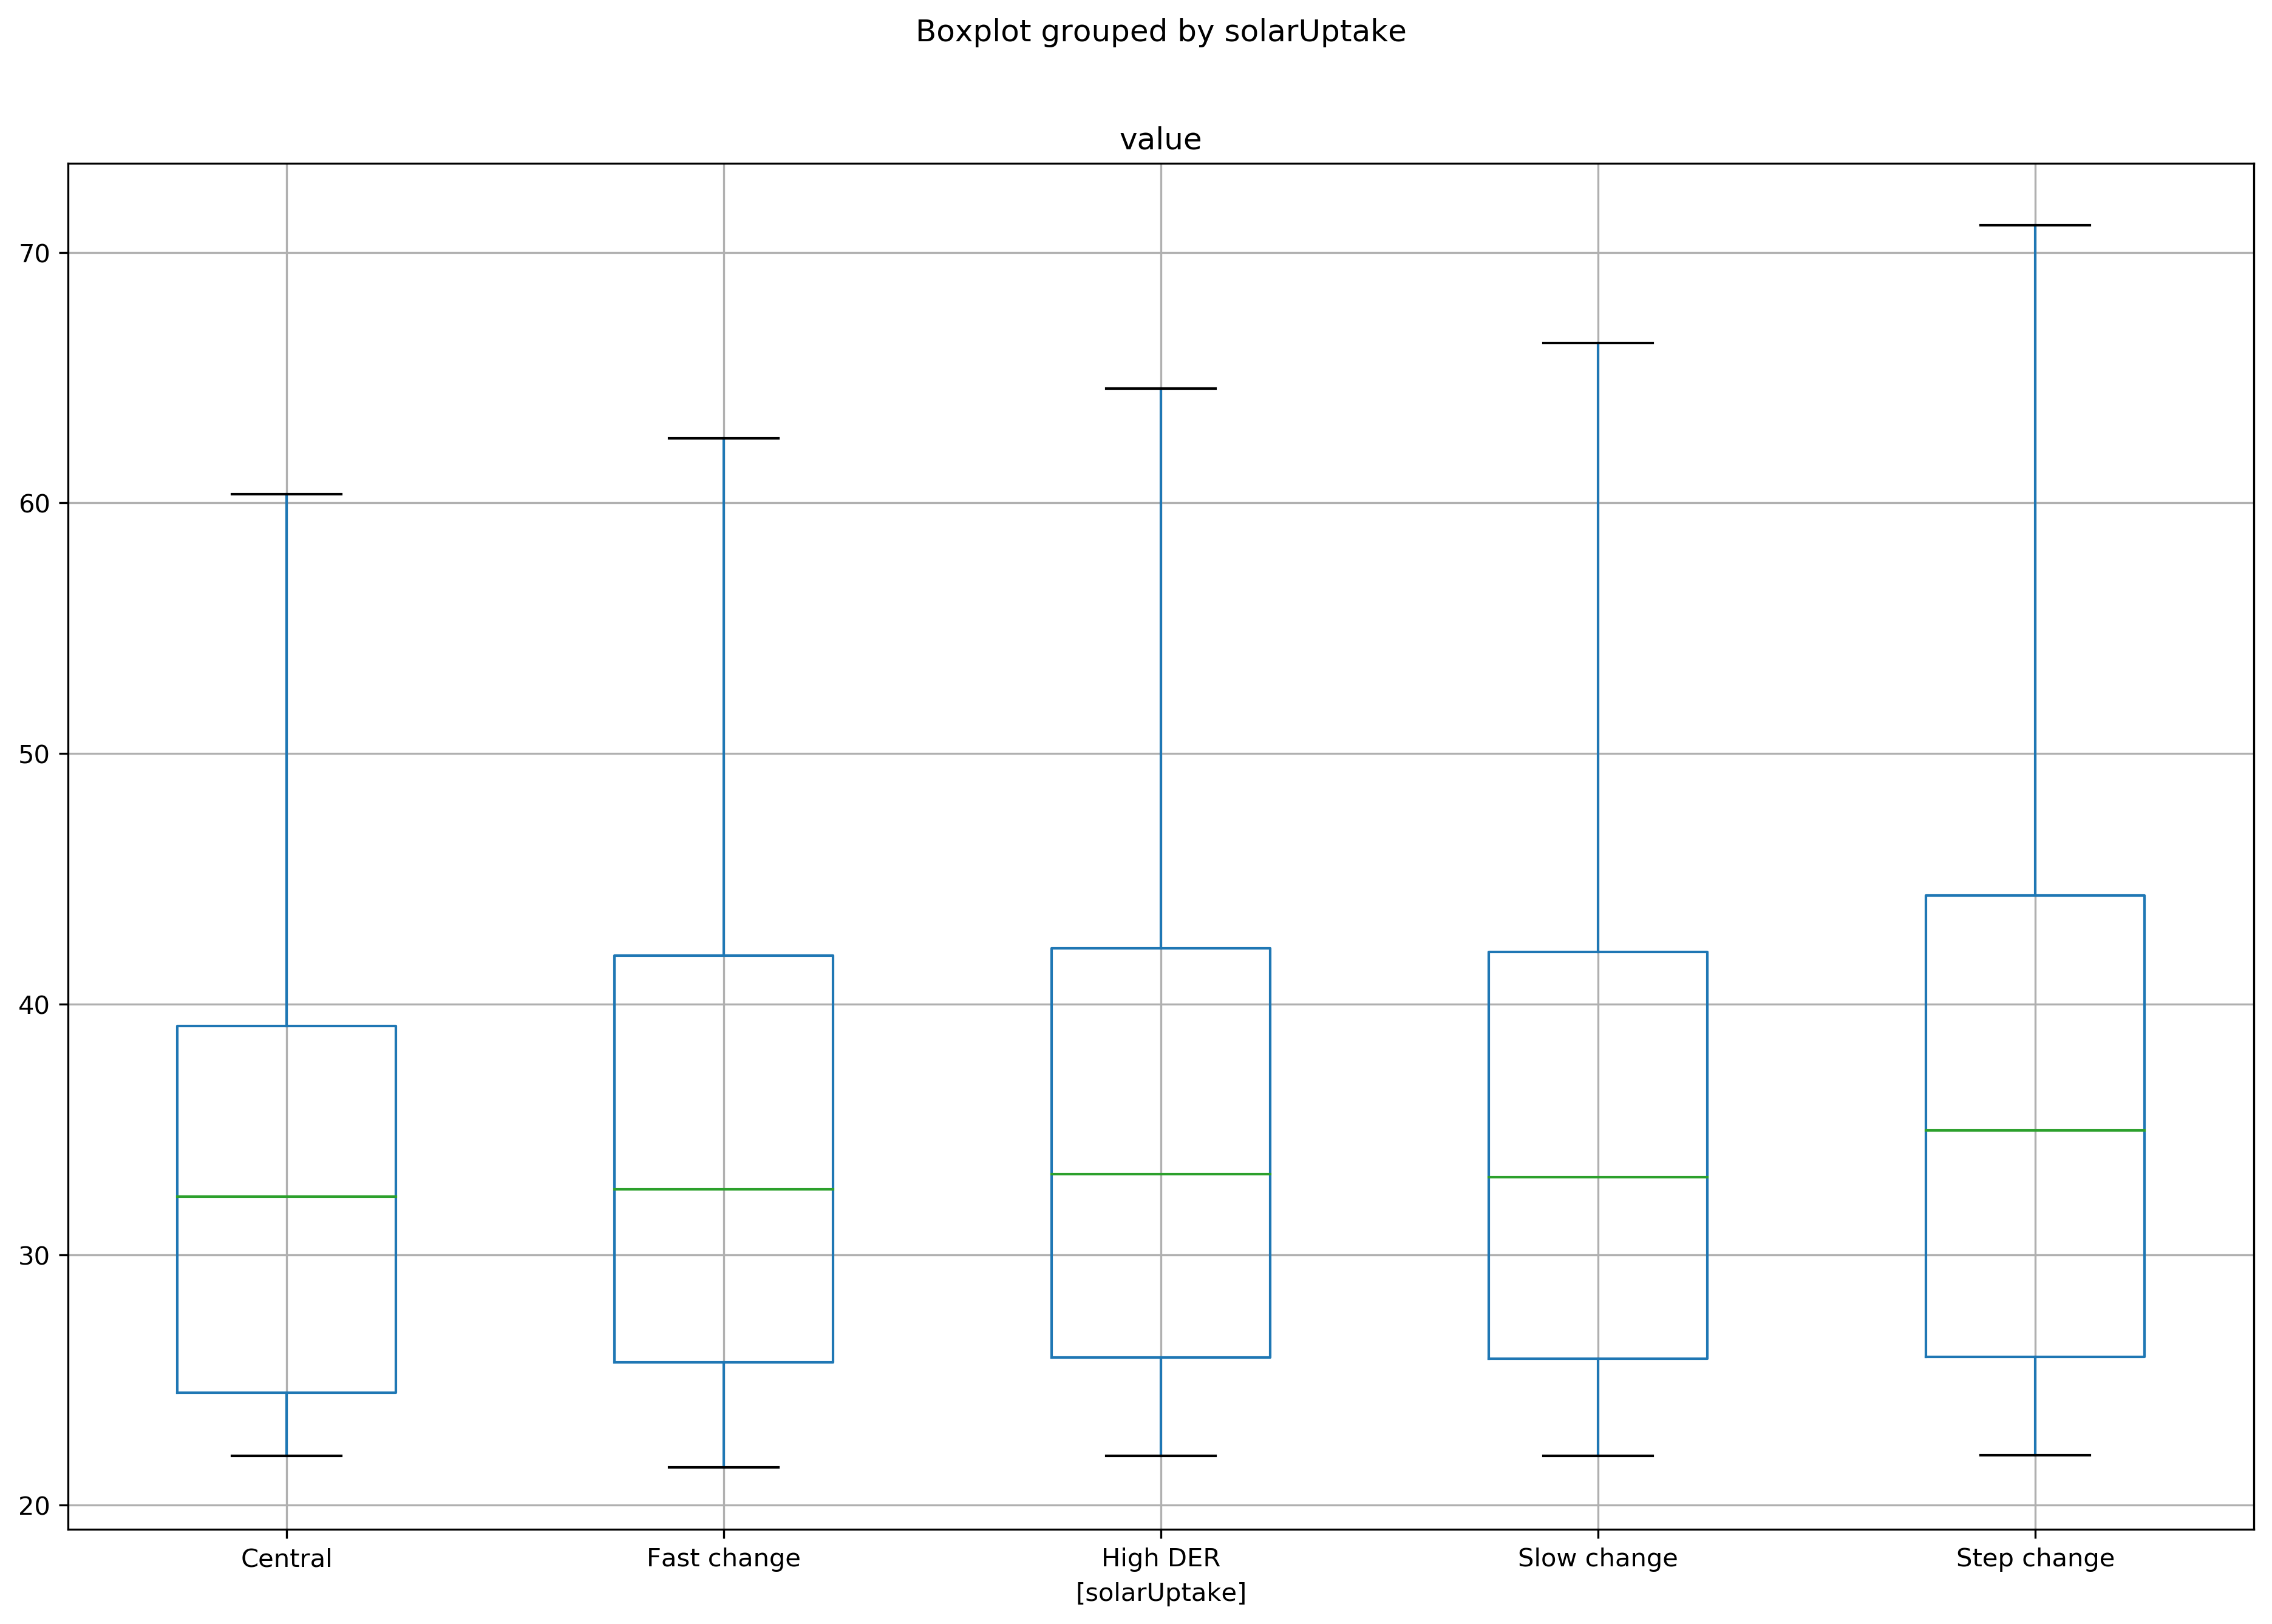 Boxplot grouped by solarUptake
value
70
60
50
40
30
20
Central Fast change High DER Slow change Step change
[solarUptake]